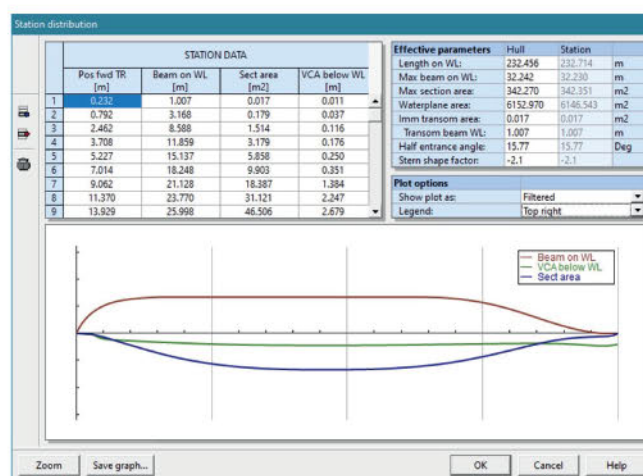 Station distribution
STATION DATA
Pos fwd TR Beam on WL Sect area VCA below WL
[m] [m] [m2] [m]
1 0.232 1.007 0.017 0.011
2 0.792 3.168 0.179 0.037
3 2.462 8.588 1.514 0.116
4 3.708 11.859 3.179 0.176
5 5.227 15.137 5.858 0.250
6 7.014 18.248 9.903 0.351
7 9.062 21.128 18.387 1.384
8 11.370 23.770 31.121 2.247
9 13.929 25.998 46.506 2.679
Effective parameters Hull Station
Length on WL: 232.456 232.714 m
Max beam on WL: 32.242 32.230 m
Max section area: 342.270 342.351 m2
Waterplane area: 6152.970 6146.543 m2
Imm transom area: 0.017 0.017 m2
Transom beam WL: 1.007 1.007 m
Half entrance angle: 15.77 15.77 Deg
Stern shape factor: -2.1 -2.1
Plot options
Show plot as: Filtered
Legend: Top right
Beam on WL
VCA below WL
Sect area
Zoom Save graph... OK Cancel Help